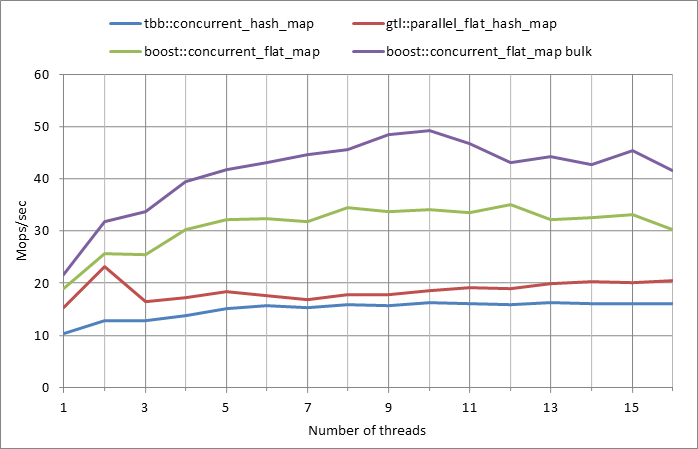 tbb::concurrent_hash_map gtl::parallel_flat_hash_map
boost::concurrent_flat_map boost::concurrent_flat_map bulk
60
50
40
30
20
10
0
Mops/sec
1 3 5 7 9 11 13 15
Number of threads